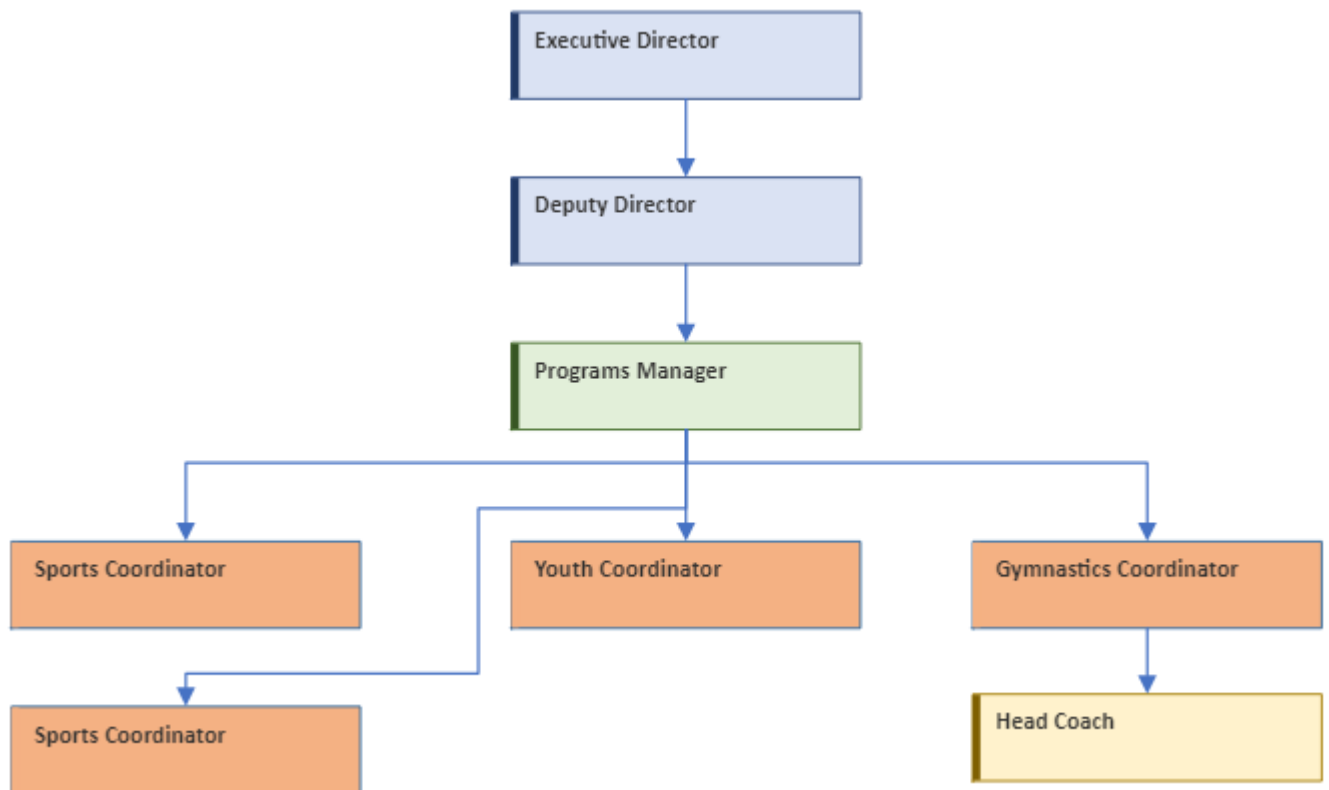 Executive Director
Deputy Director
Programs Manager
Sports Coordinator
Youth Coordinator
Gymnastics Coordinator
Sports Coordinator
Head Coach